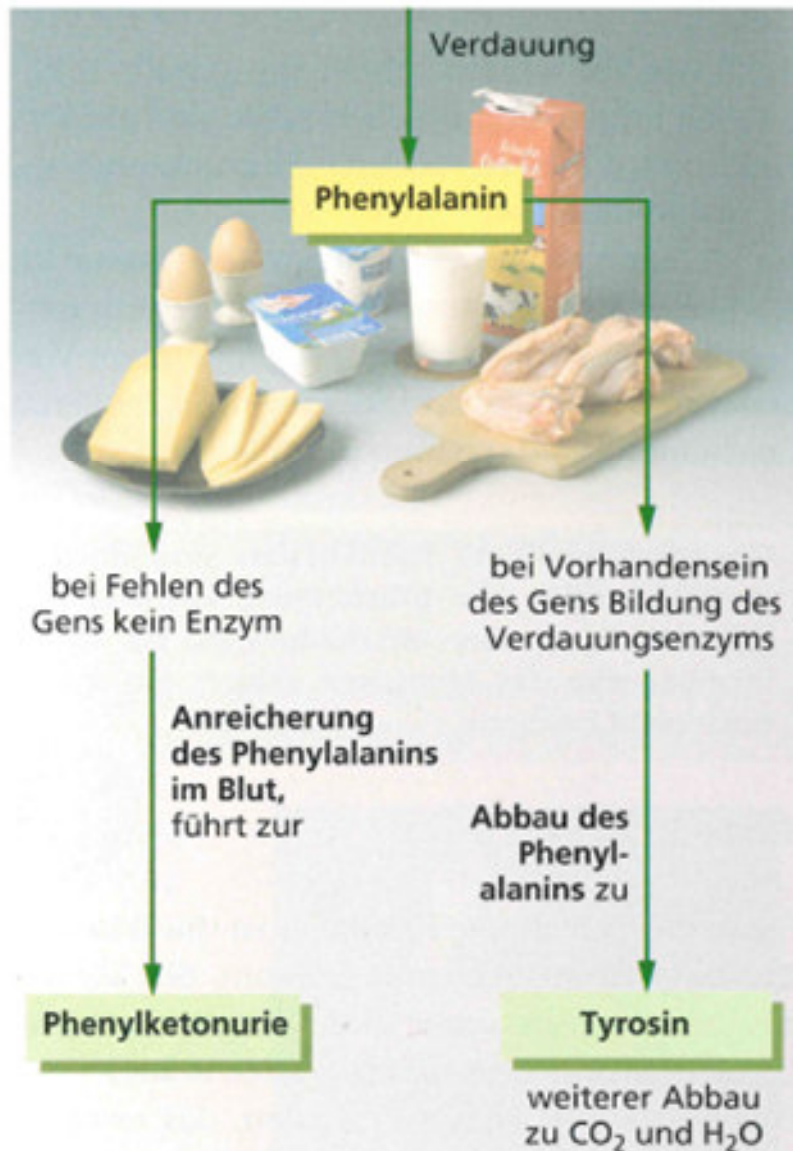 Verdauung
Phenylalanin
bei Fehlen des
Gens kein Enzym
Anreicherung
des Phenylalanins
im Blut,
führt zur
Phenylketonurie
bei Vorhandensein
des Gens Bildung des
Verdauungsenzyms
Abbau des
Phenyl-
alanins zu
Tyrosin
weiterer Abbau
zu CO₂ und H₂O